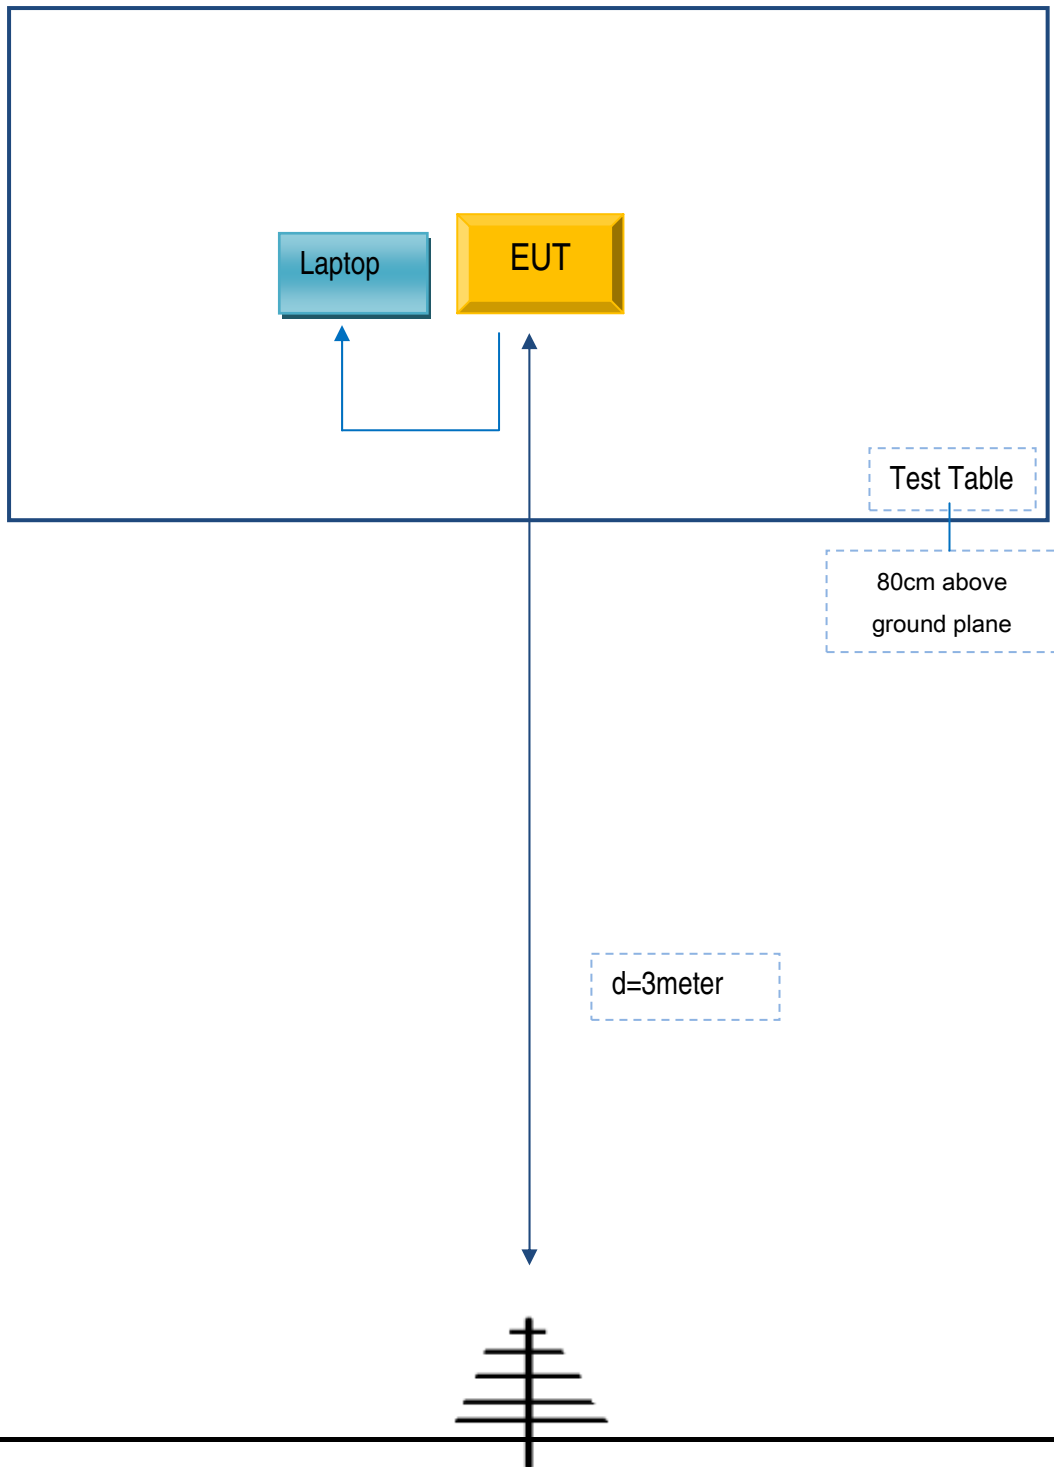 Laptop
EUT
Test Table
80cm above
ground plane
d=3meter